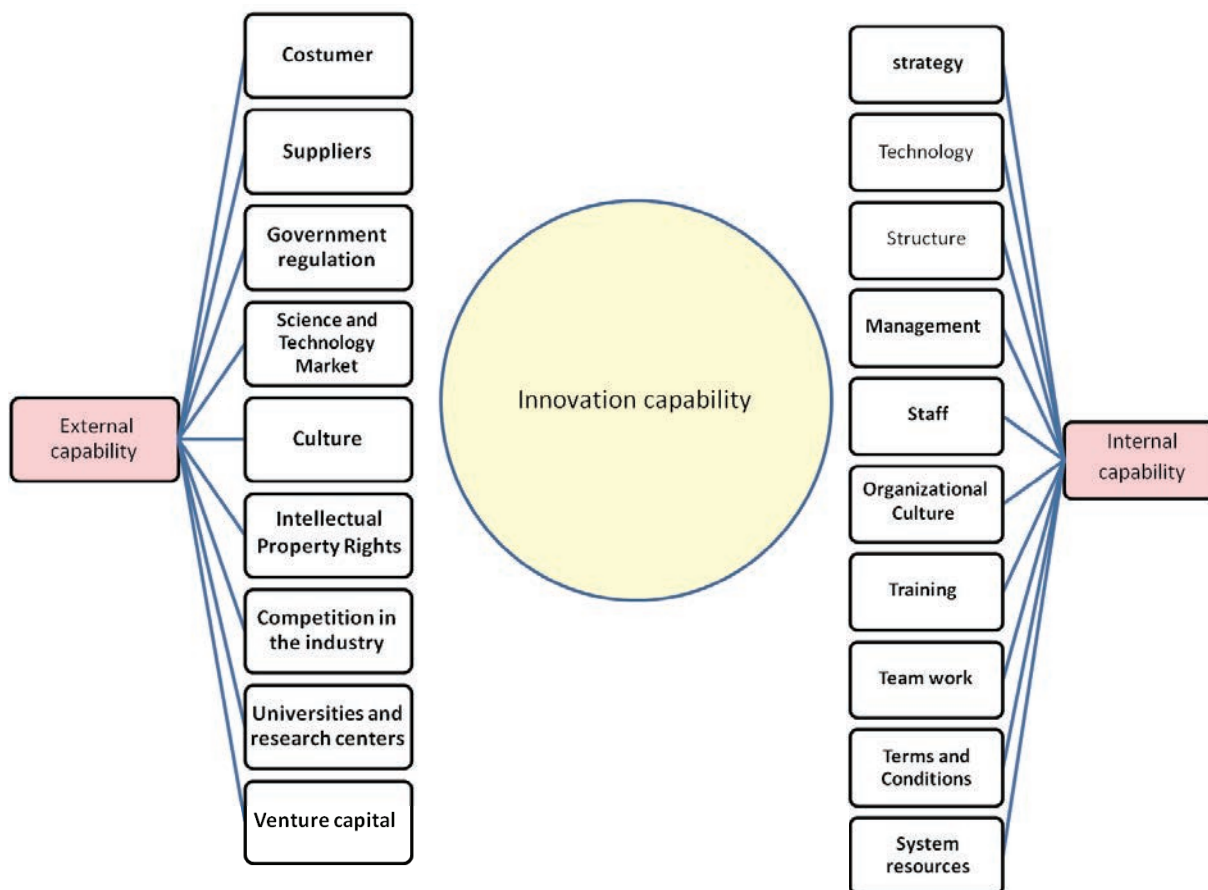 Costumer
Suppliers
Government
regulation
Science and
Technology
Market
Culture
Intellectual
Property Rights
Competition in
the industry
Universities and
research centers
Venture capital
External
capability
Innovation capability
strategy
Technology
Structure
Management
Staff
Organizational
Culture
Training
Team work
Terms and
Conditions
System
resources
Internal
capability